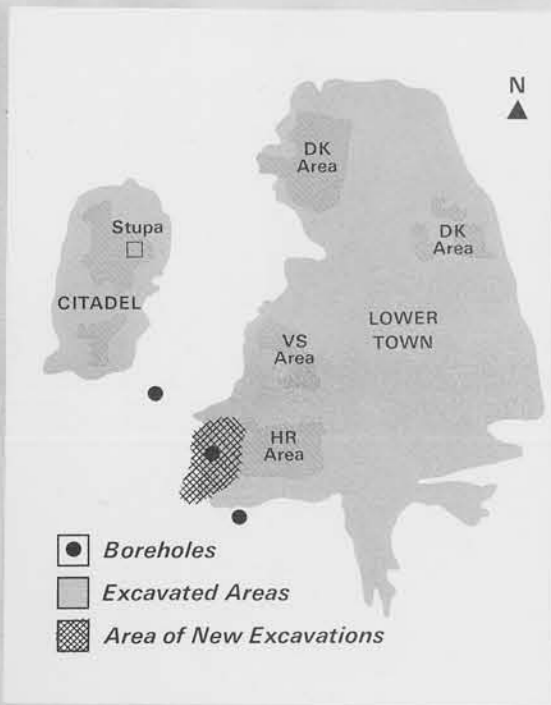 N
DK
Area
Stupa
DK
Area
CITADEL
LOWER
TOWN
VS
Area
HR
Area
Boreholes
Excavated Areas
Area of New Excavations